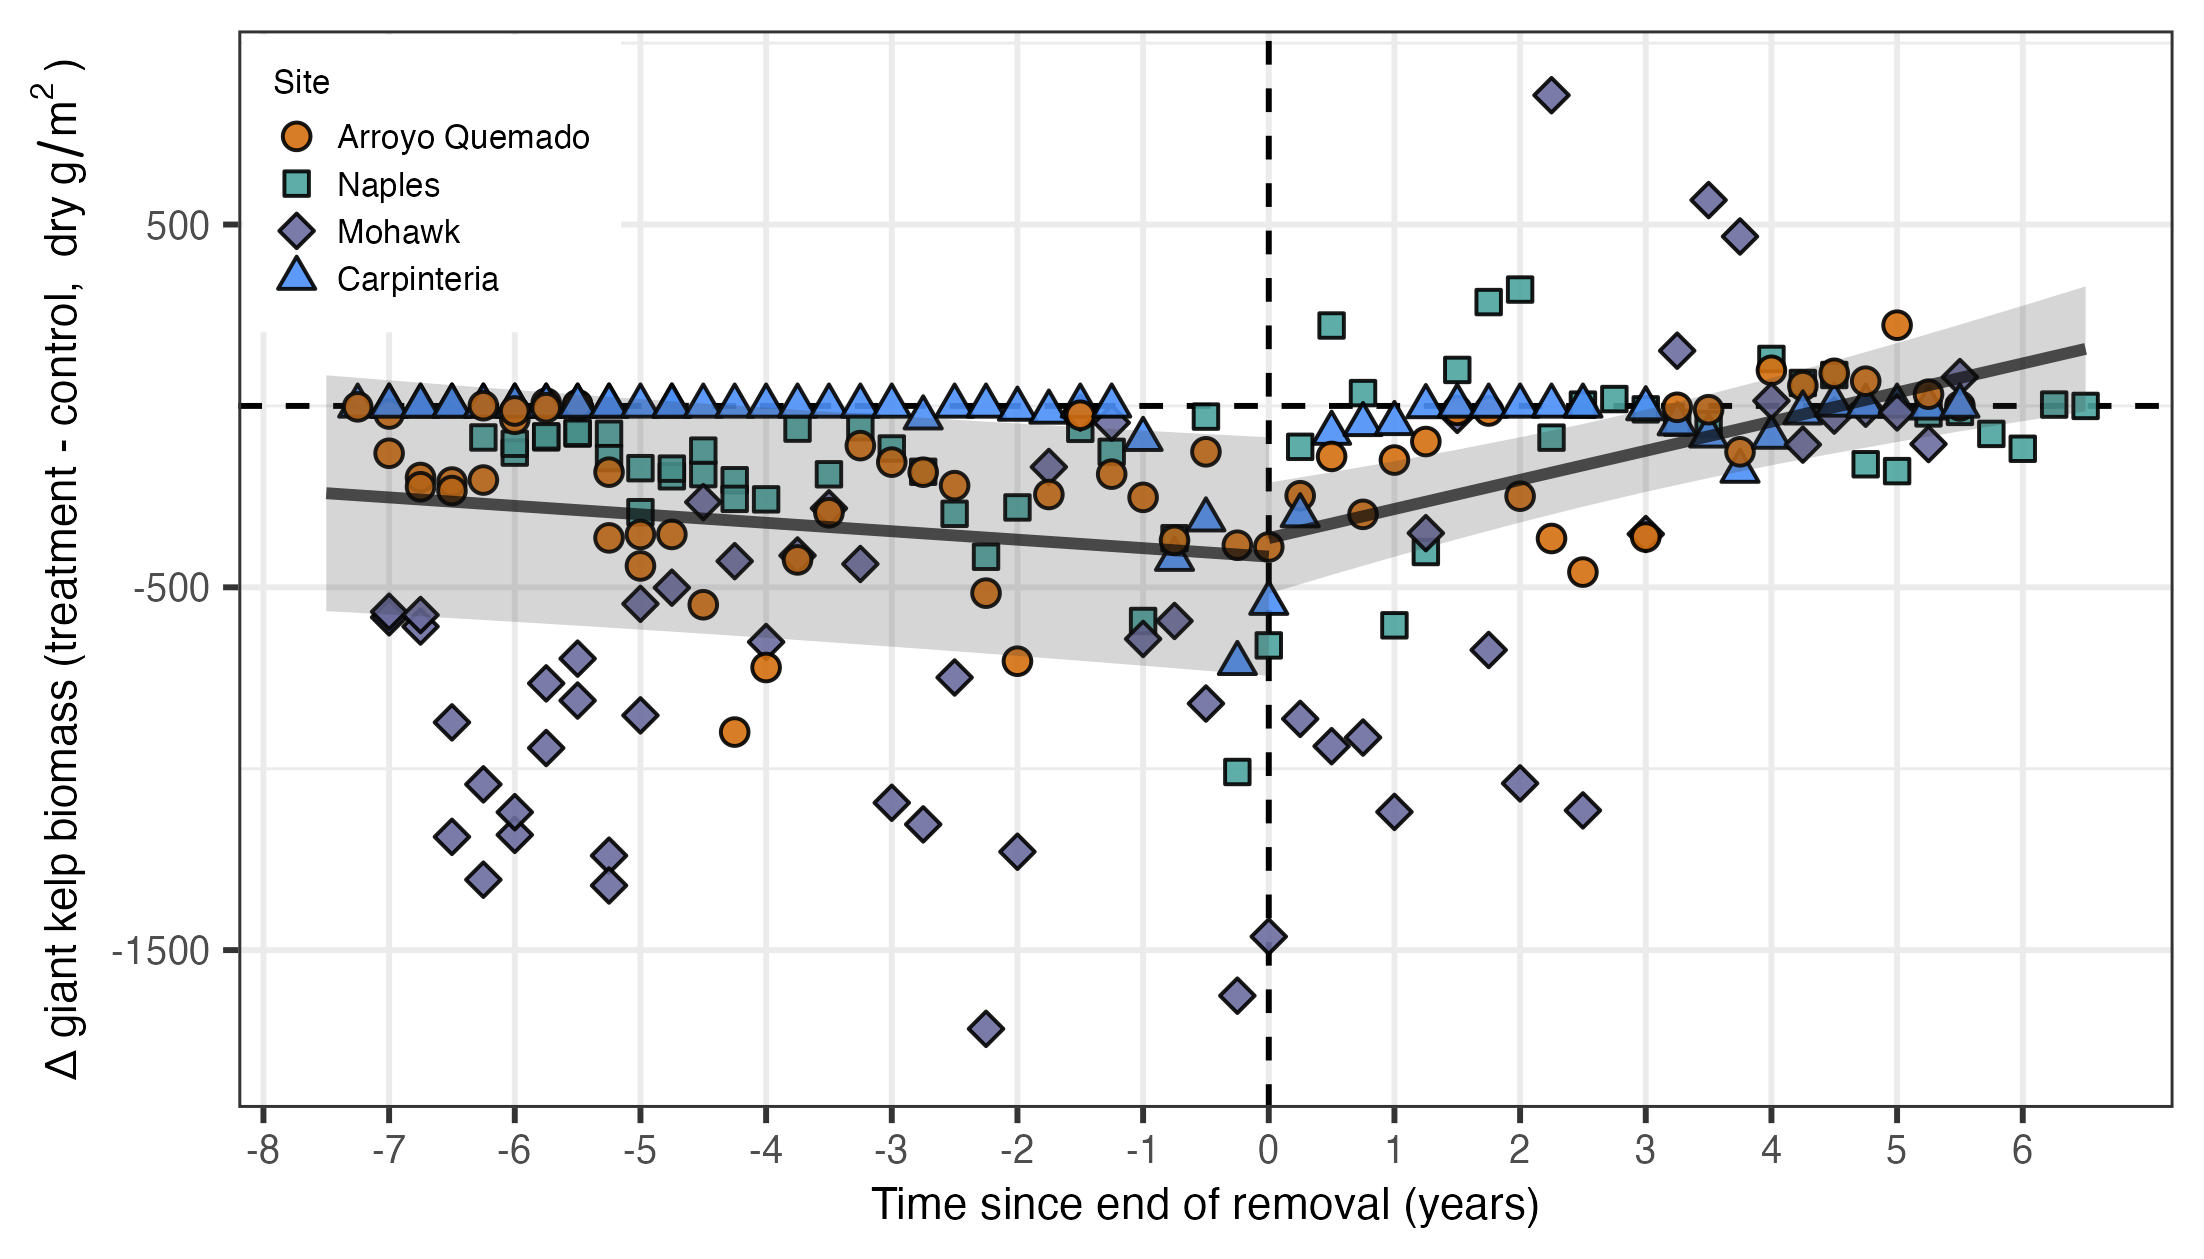 Site
Arroyo Quemado
Naples
Mohawk
Carpinteria
Δ giant kelp biomass (treatment - control, dry g/m²)
500
-500
-1500
-8 -7 -6 -5 -4 -3 -2 -1 0 1 2 3 4 5 6
Time since end of removal (years)